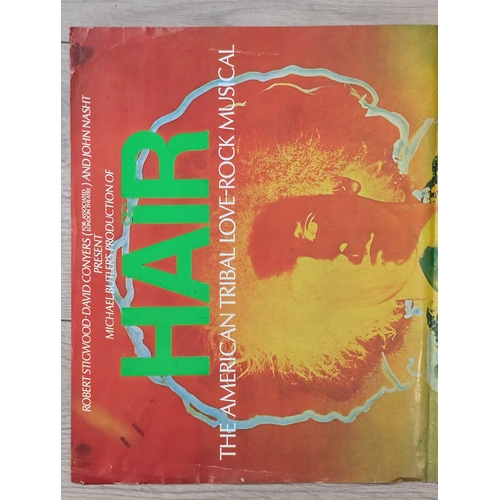 ROBERT STIGWOOD·DAVID CONYERS (FOR ASSOCIATED LONDON THEATRE) AND JOHN NASHT
PRESENT
MICHAEL BUTLER'S PRODUCTION OF
HAIR
THE AMERICAN TRIBAL LOVE-ROCK MUSICAL